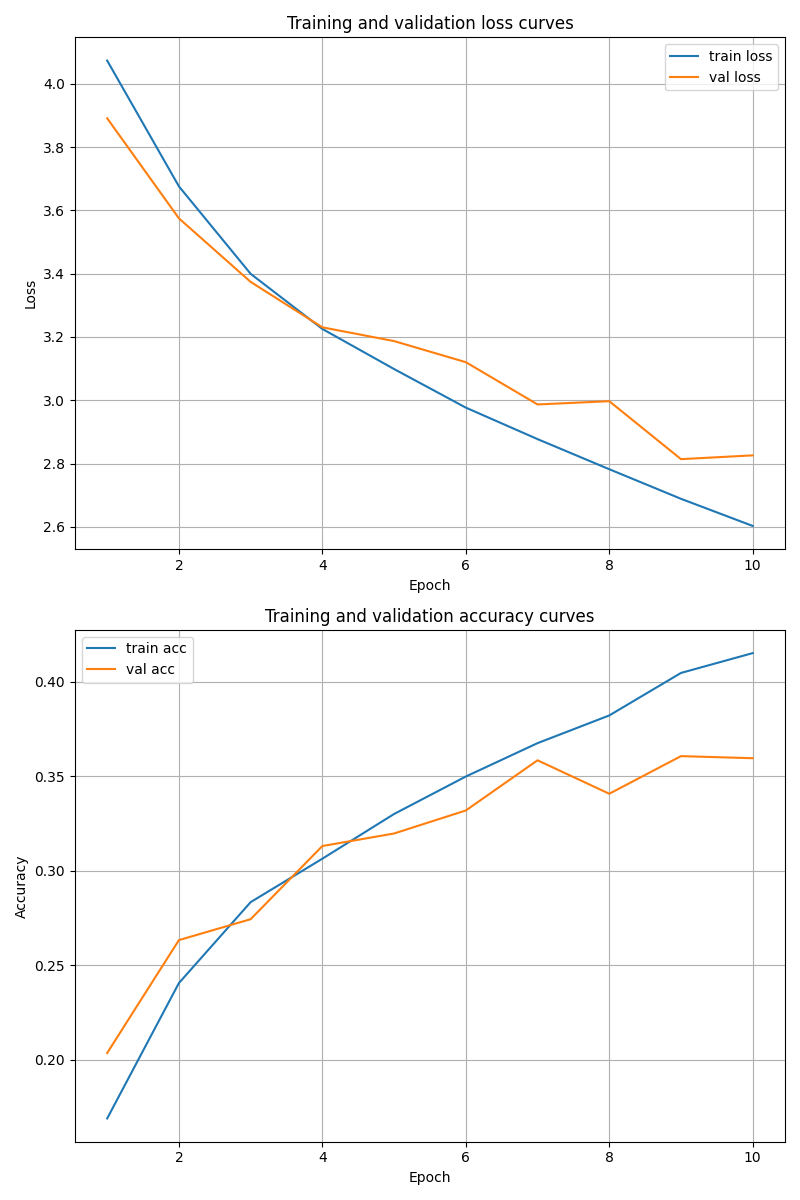 Training and validation loss curves
train loss
val loss
4.0
3.8
3.6
3.4
3.2
3.0
2.8
2.6
Loss
2 4 6 8 10
Epoch
Training and validation accuracy curves
train acc
val acc
0.40
0.35
0.30
0.25
0.20
Accuracy
2 4 6 8 10
Epoch